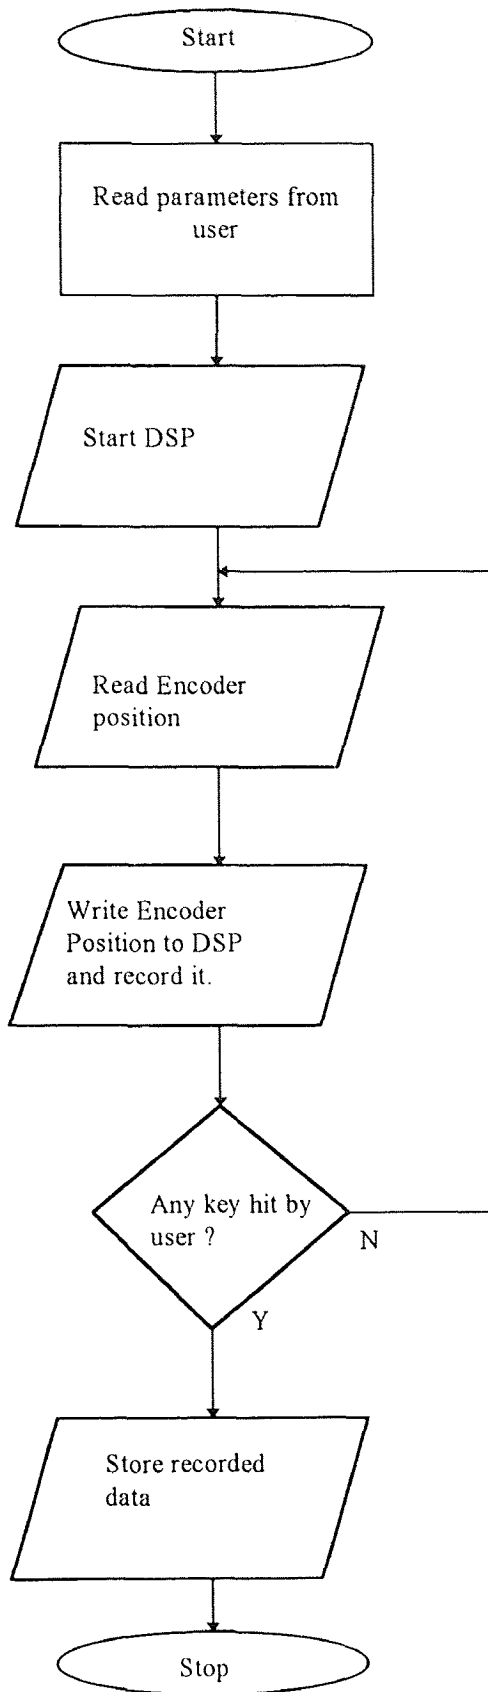 Start
Read parameters from
user
Start DSP
Read Encoder
position
Write Encoder
Position to DSP
and record it.
Any key hit by
user ?
N
Y
Store recorded
data
Stop